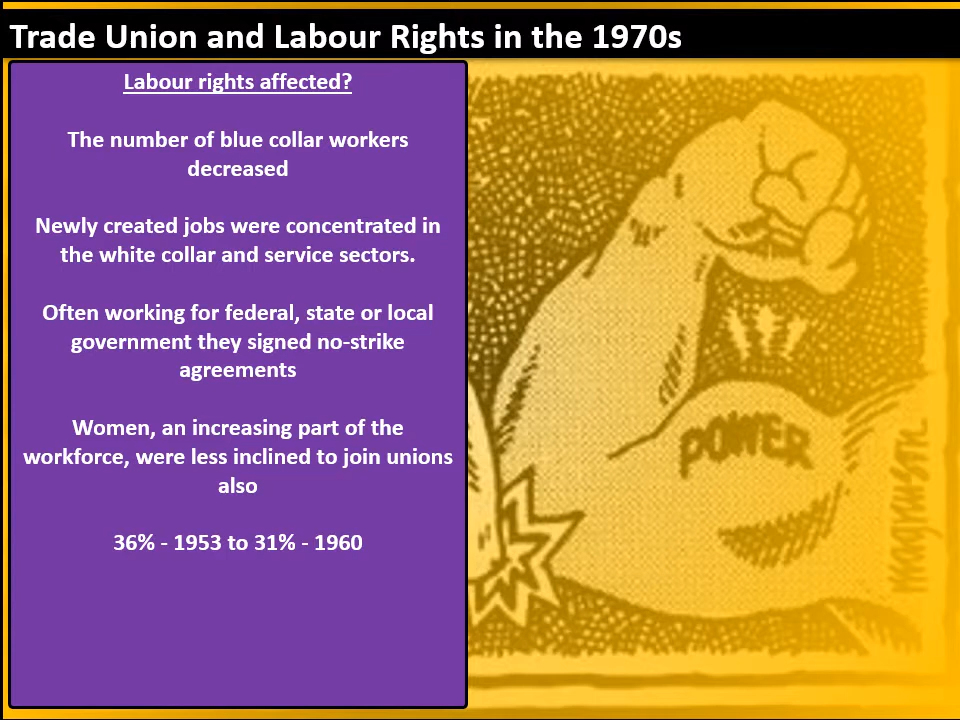 Trade Union and Labour Rights in the 1970s
Labour rights affected?
The number of blue collar workers
decreased
Newly created jobs were concentrated in
the white collar and service sectors.
Often working for federal, state or local
government they signed no-strike
agreements
Women, an increasing part of the
workforce, were less inclined to join unions
also
36% - 1953 to 31% - 1960
POWER